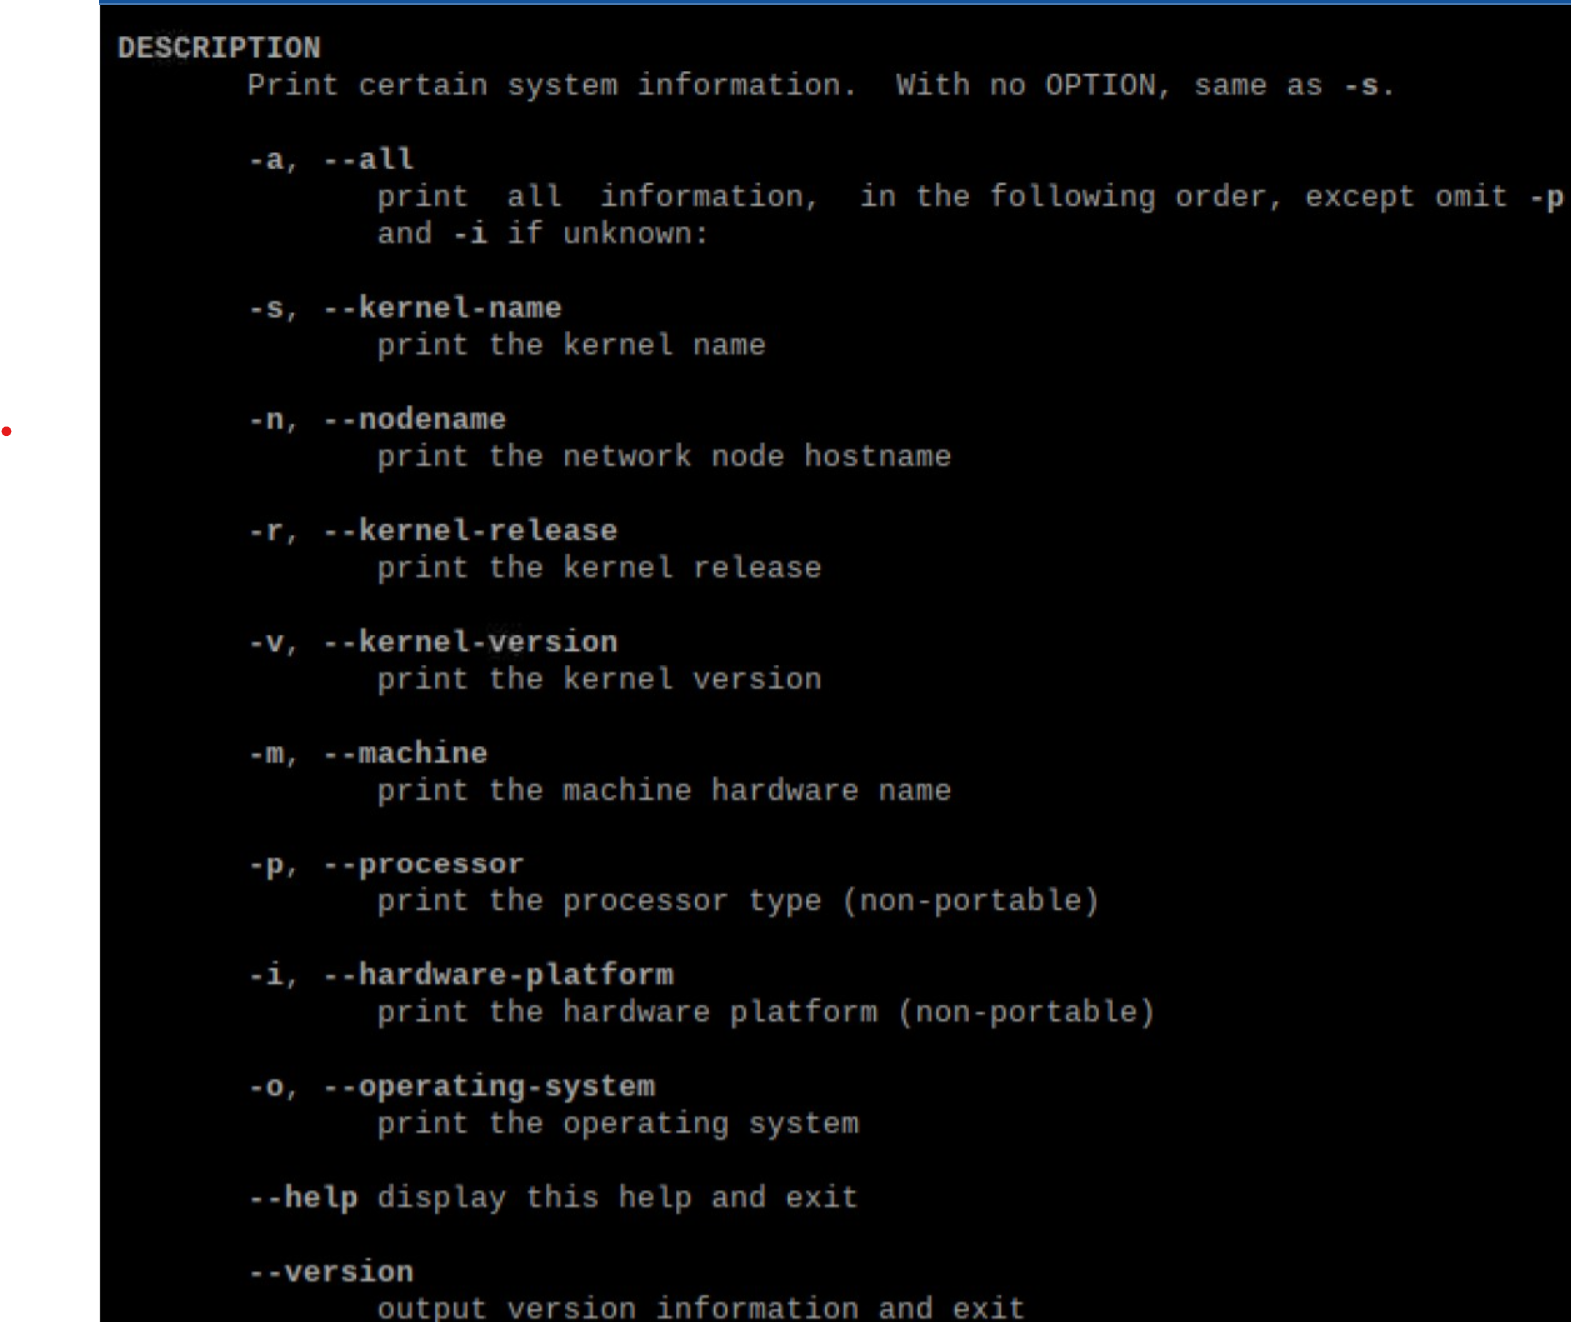 DESCRIPTION
Print certain system information.  With no OPTION, same as -s.
-a, --all
print  all  information,  in the following order, except omit -p
and -i if unknown:
-s, --kernel-name
print the kernel name
-n, --nodename
print the network node hostname
-r, --kernel-release
print the kernel release
-v, --kernel-version
print the kernel version
-m, --machine
print the machine hardware name
-p, --processor
print the processor type (non-portable)
-i, --hardware-platform
print the hardware platform (non-portable)
-o, --operating-system
print the operating system
--help display this help and exit
--version
output version information and exit